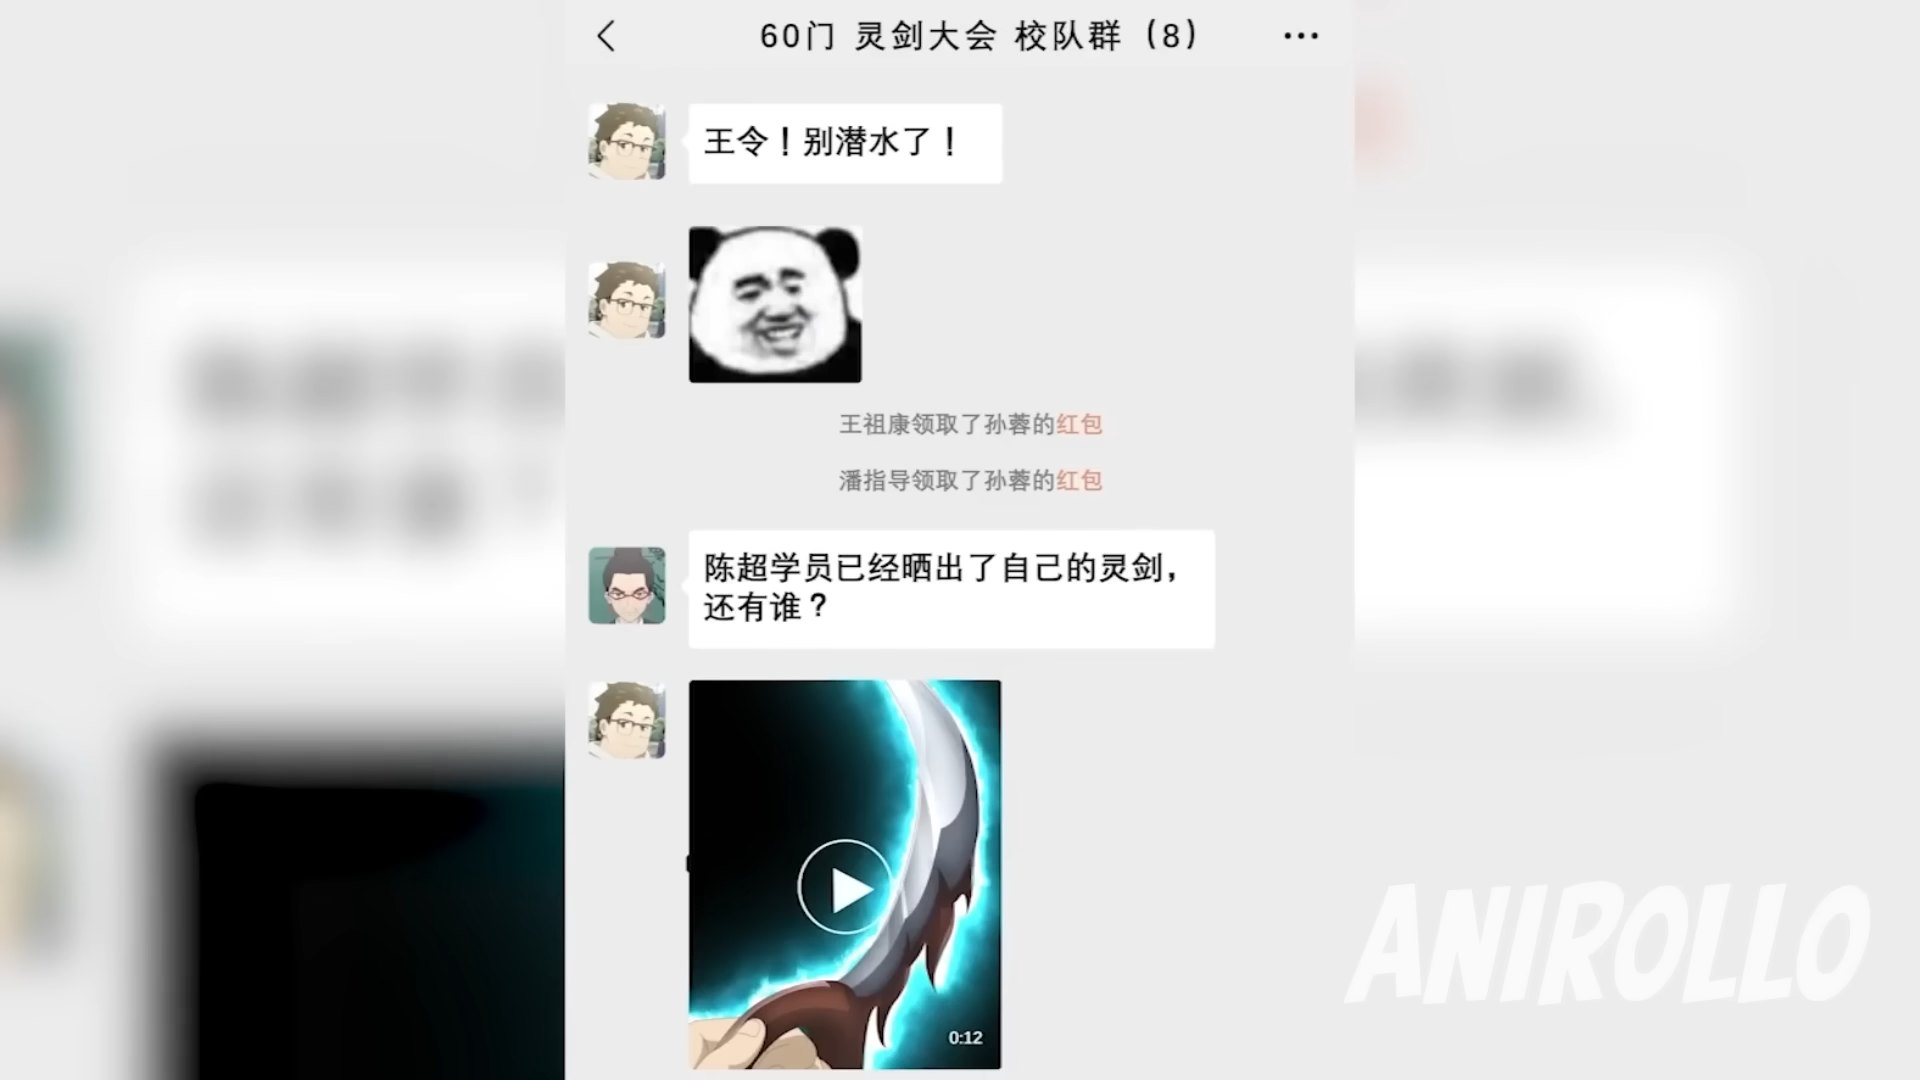 60门 灵剑大会 校队群（8）
王令！别潜水了！
王祖康领取了孙蓉的红包
潘指导领取了孙蓉的红包
陈超学员已经晒出了自己的灵剑，
还有谁？
0:12
ANIROLLO